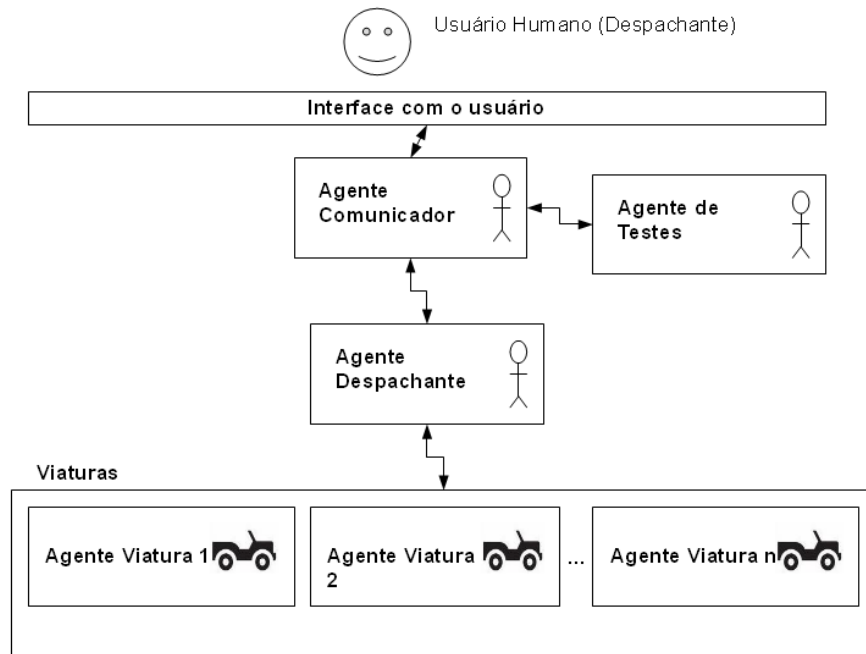 Usuário Humano (Despachante)
Interface com o usuário
Agente
Comunicador
Agente de
Testes
Agente
Despachante
Viaturas
Agente Viatura 1
Agente Viatura
2
...
Agente Viatura n